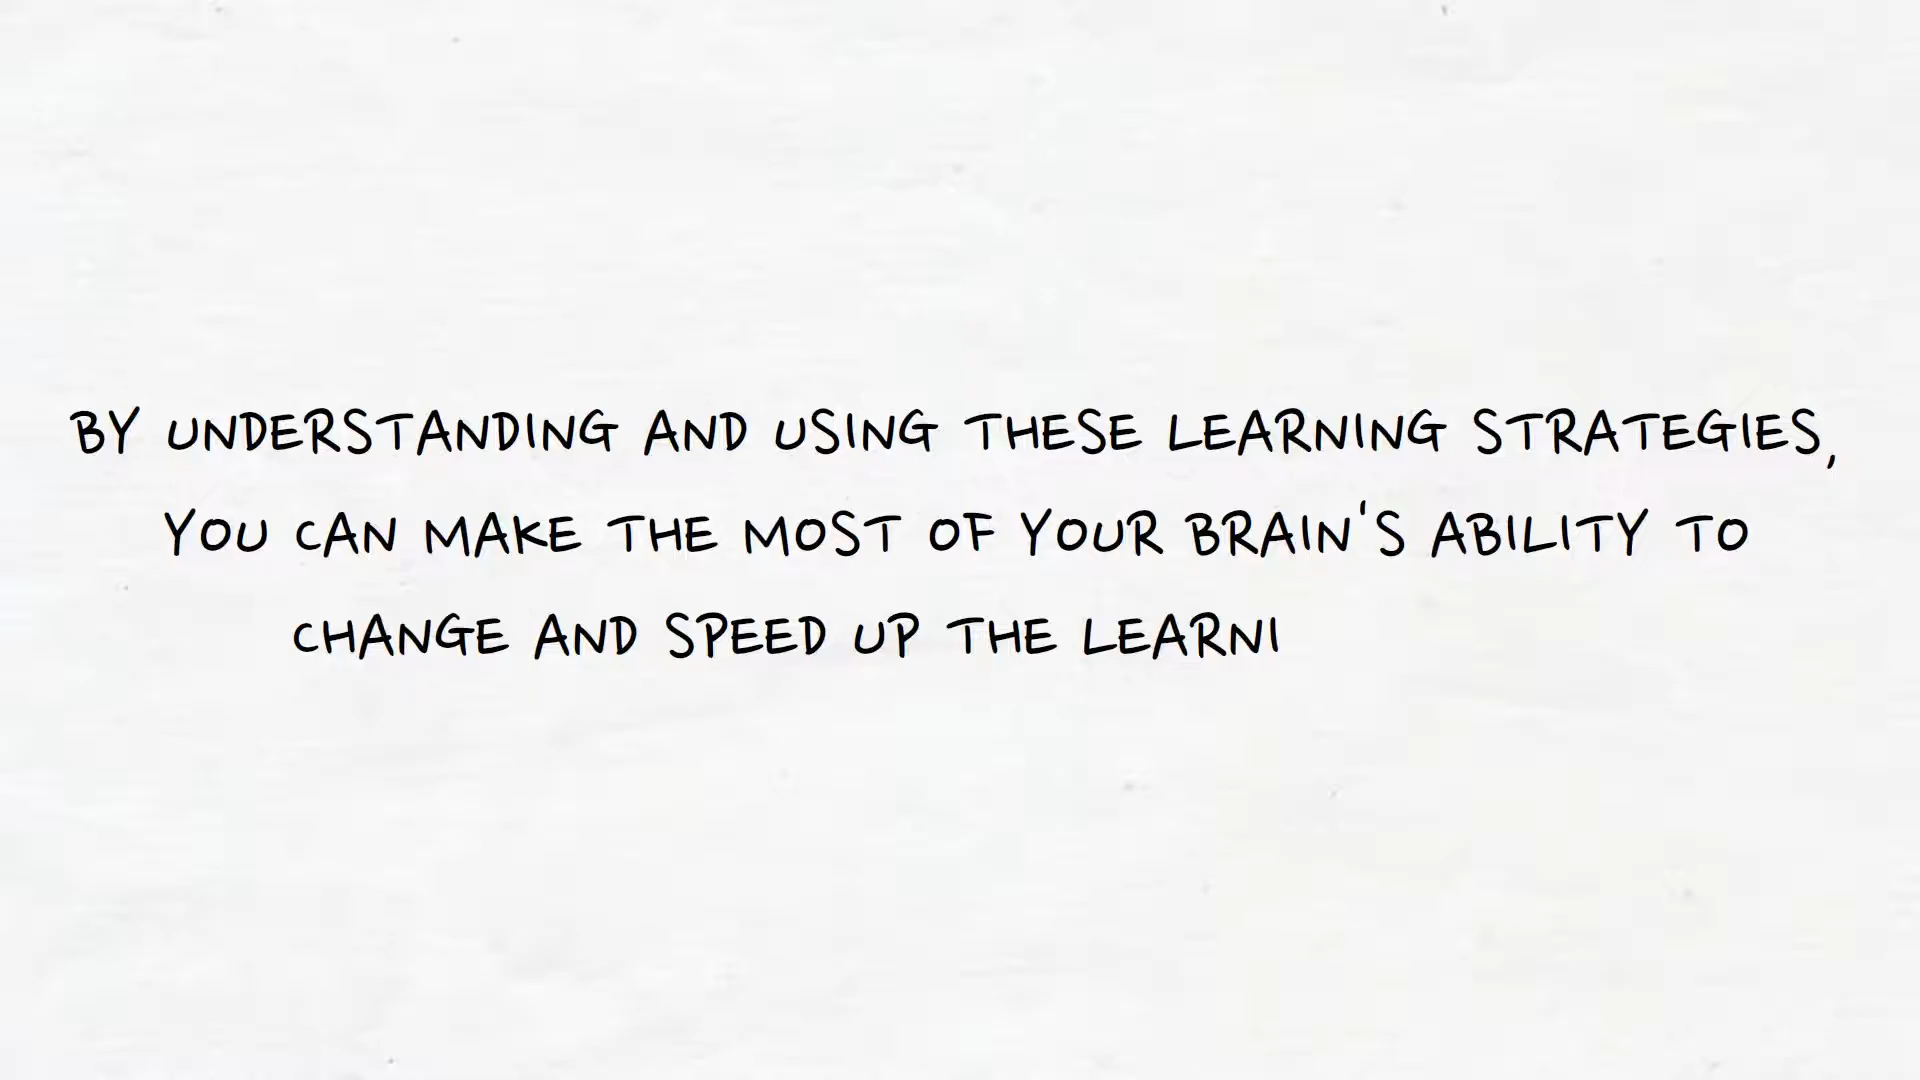 BY UNDERSTANDING AND USING THESE LEARNING STRATEGIES,
YOU CAN MAKE THE MOST OF YOUR BRAIN'S ABILITY TO
CHANGE AND SPEED UP THE LEARNI